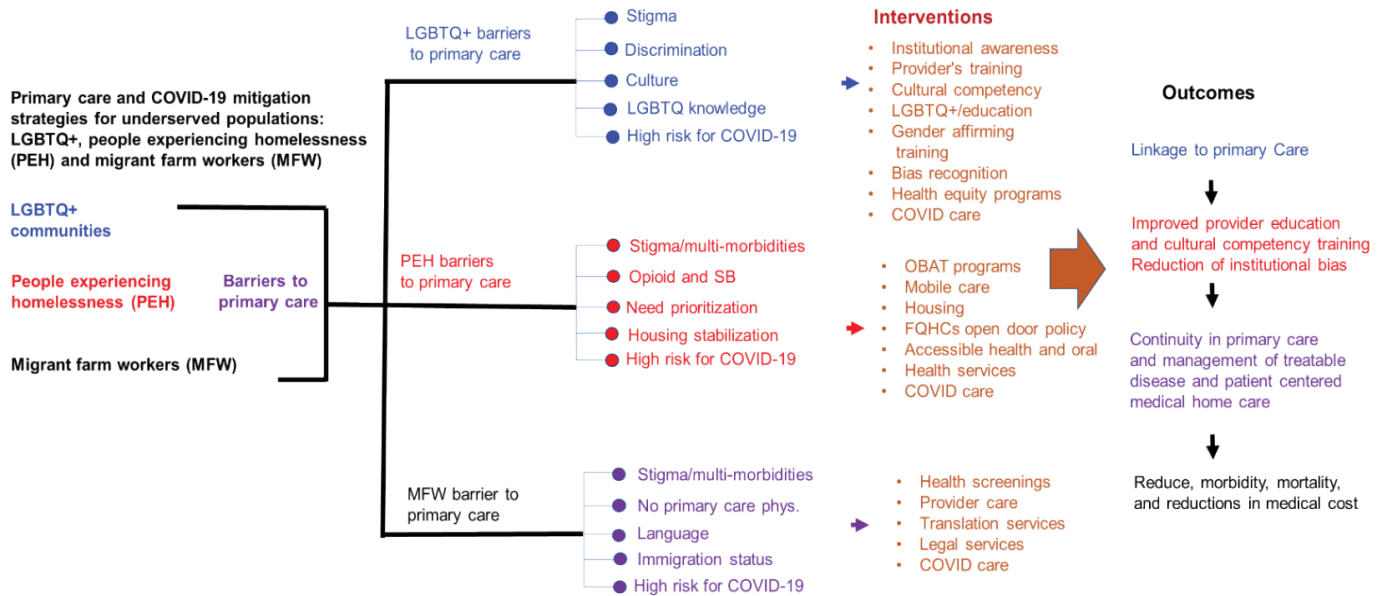 Primary care and COVID-19 mitigation
strategies for underserved populations:
LGBTQ+, people experiencing homelessness
(PEH) and migrant farm workers (MFW)
LGBTQ+
communities
People experiencing
homelessness (PEH)
Migrant farm workers (MFW)
Barriers to
primary care
LGBTQ+ barriers
to primary care
Stigma
Discrimination
Culture
LGBTQ knowledge
High risk for COVID-19
PEH barriers
to primary care
Stigma/multi-morbidities
Opioid and SB
Need prioritization
Housing stabilization
High risk for COVID-19
MFW barrier to
primary care
Stigma/multi-morbidities
No primary care phys.
Language
Immigration status
High risk for COVID-19
Interventions
• Institutional awareness
• Provider's training
• Cultural competency
• LGBTQ+/education
• Gender affirming
training
• Bias recognition
• Health equity programs
• COVID care
• OBAT programs
• Mobile care
• Housing
• FQHCs open door policy
• Accessible health and oral
• Health services
• COVID care
• Health screenings
• Provider care
• Translation services
• Legal services
• COVID care
Outcomes
Linkage to primary Care
Improved provider education
and cultural competency training
Reduction of institutional bias
Continuity in primary care
and management of treatable
disease and patient centered
medical home care
Reduce, morbidity, mortality,
and reductions in medical cost